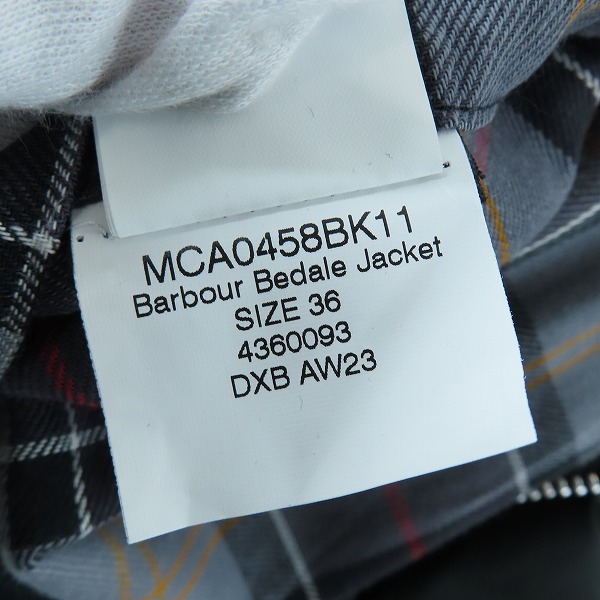 MCA0458BK11
Barbour Bedale Jacket
SIZE 36
4360093
DXB AW23